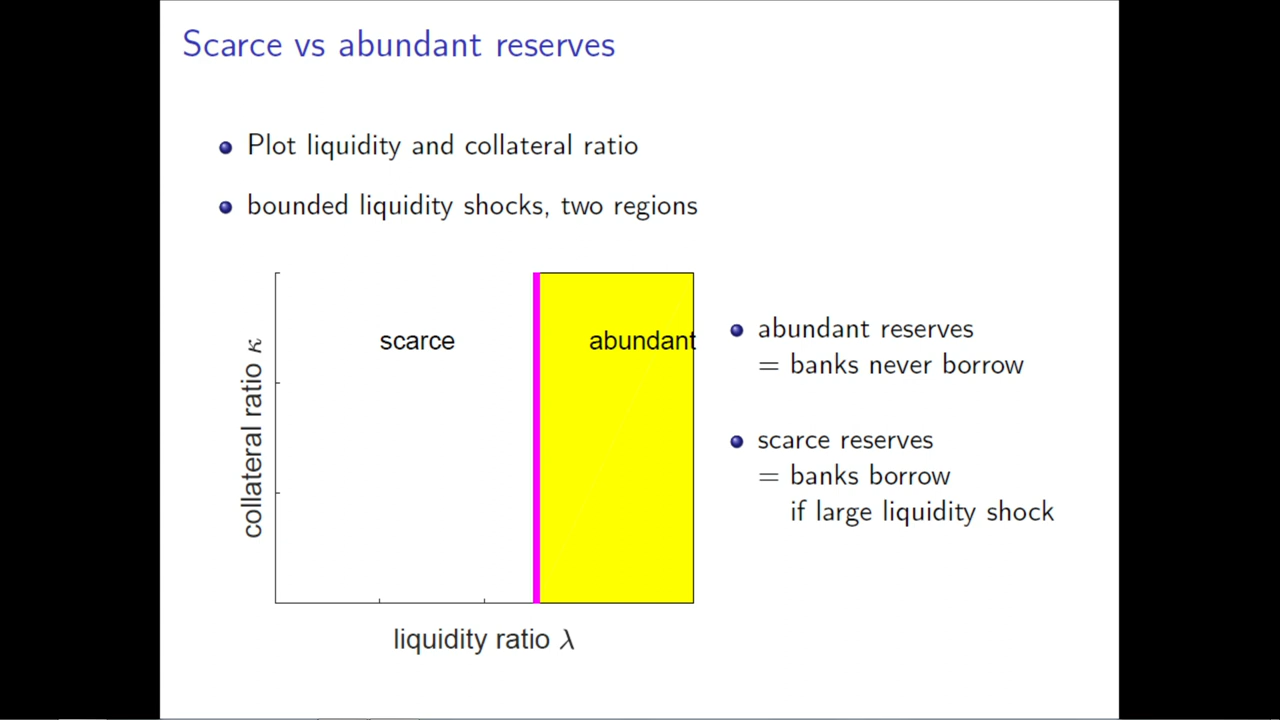 Scarce vs abundant reserves
Plot liquidity and collateral ratio
bounded liquidity shocks, two regions
collateral ratio κ
scarce
abundant
liquidity ratio λ
abundant reserves
= banks never borrow
scarce reserves
= banks borrow
if large liquidity shock